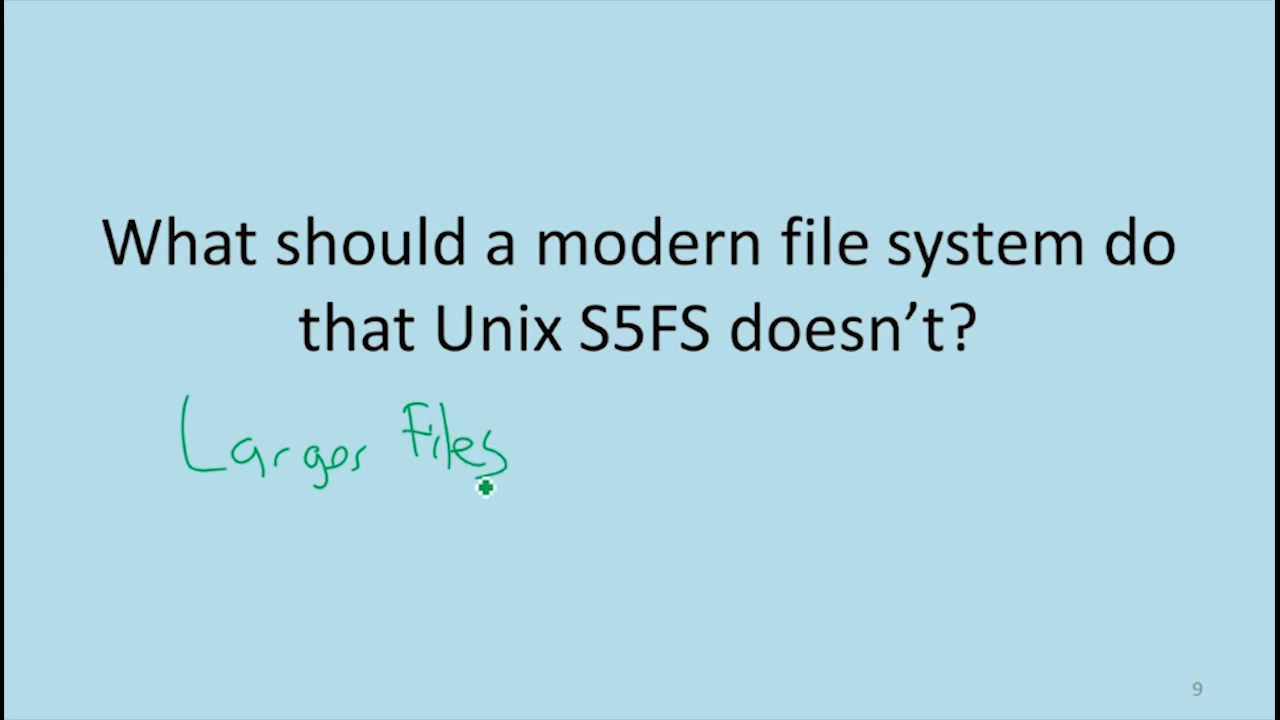 What should a modern file system do
that Unix S5FS doesn’t?
Larger Files
9